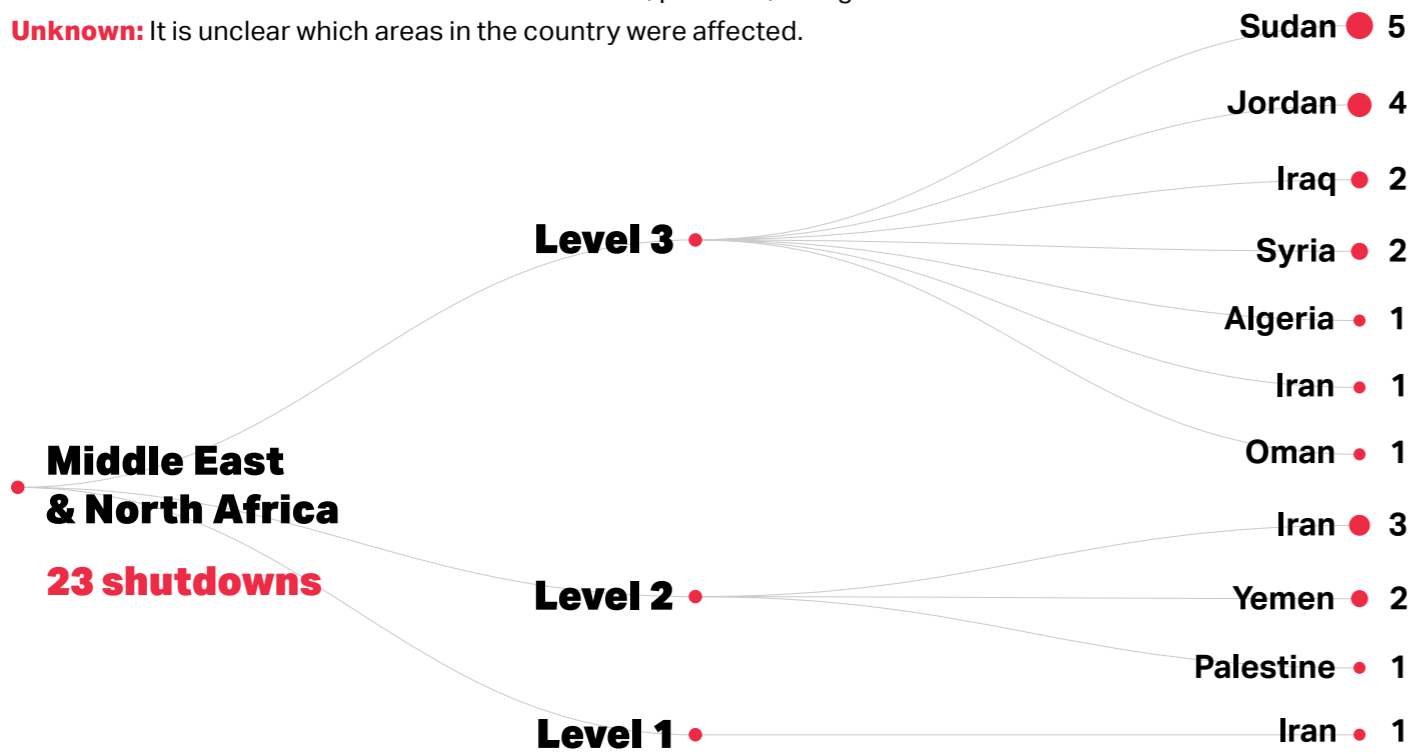 Unknown: It is unclear which areas in the country were affected.
Sudan 5
Jordan 4
Iraq 2
Level 3
Syria 2
Algeria 1
Iran 1
Oman 1
Middle East
& North Africa
23 shutdowns
Iran 3
Level 2
Yemen 2
Palestine 1
Level 1
Iran 1